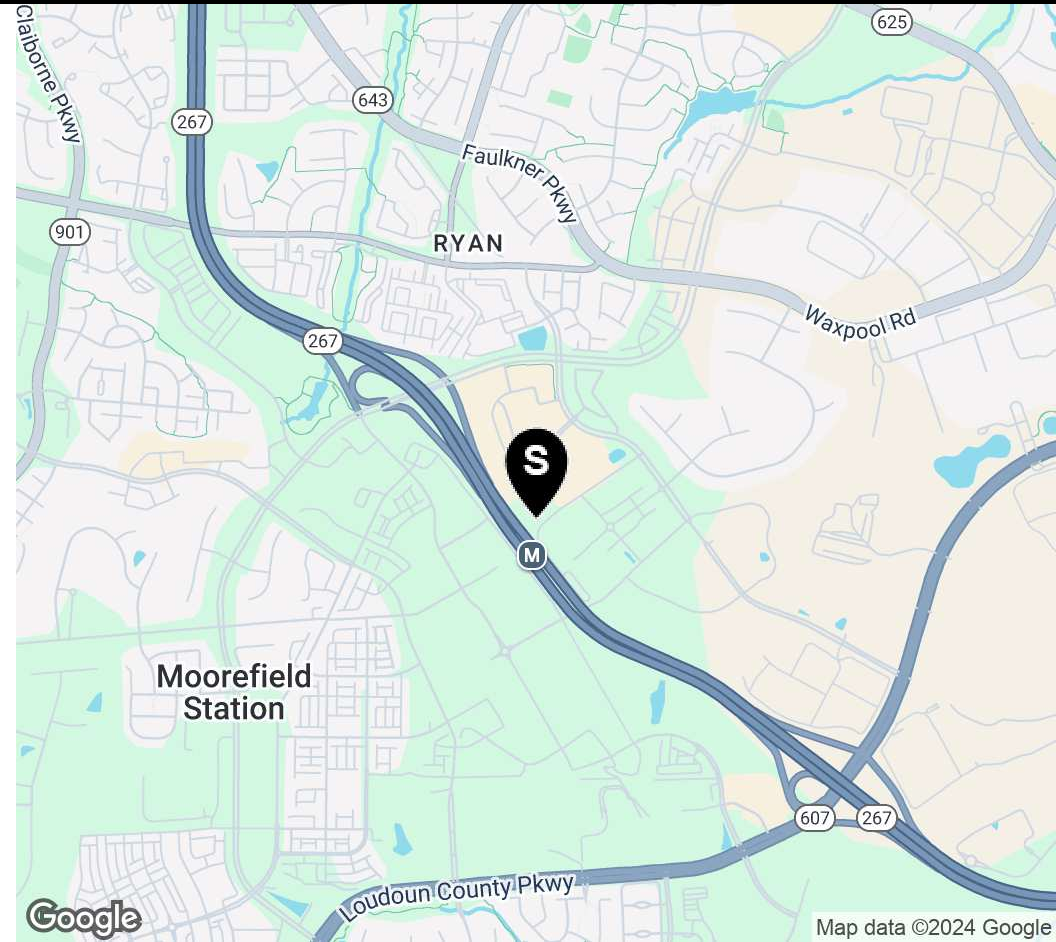 Claiborne Pkwy
625
643
267
Faulkner Pkwy
901
RYAN
Waxpool Rd
267
S
M
Moorefield
Station
607
267
Loudoun County Pkwy
Google
Map data ©2024 Google